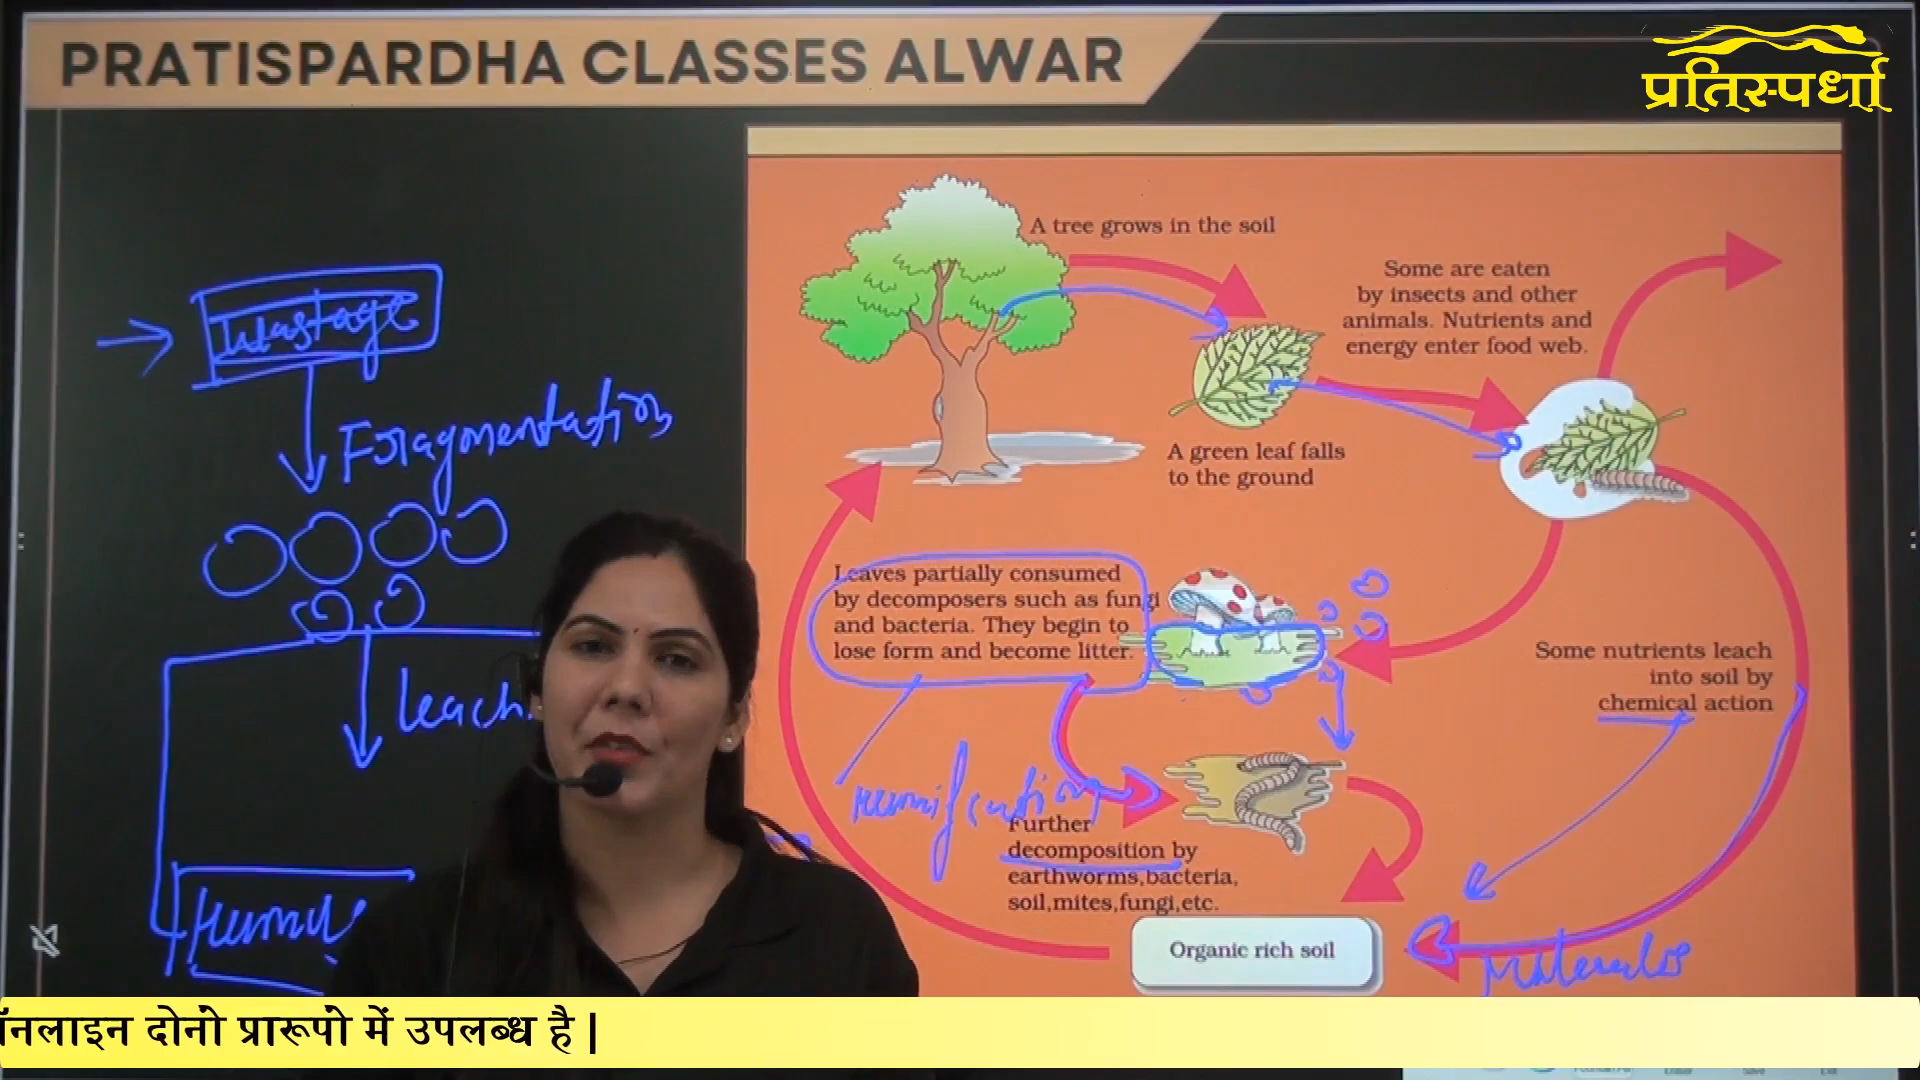 PRATISPARDHA CLASSES ALWAR
प्रतिस्पर्धा
A tree grows in the soil
Some are eaten
by insects and other
animals. Nutrients and
energy enter food web.
Wastage
Foragmentation
A green leaf falls
to the ground
Leaves partially consumed
by decomposers such as fungi
and bacteria. They begin to
lose form and become litter.
Some nutrients leach
into soil by
chemical action
Leach
Humification
Further
decomposition by
earthworms,bacteria,
soil,mites,fungi,etc.
Organic rich soil
ऑनलाइन दोनो प्रारूपो में उपलब्ध है |